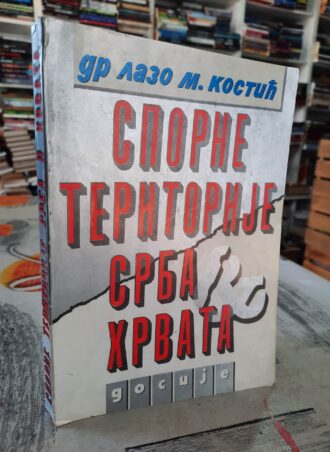 др лазо м. костић
СПОРНЕ
ТЕРИТОРИЈЕ
СРБА
И
ХРВАТА
досије